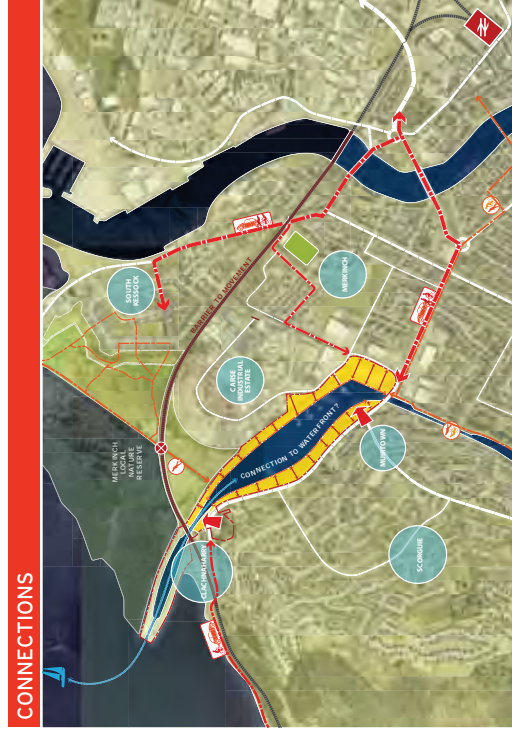 CONNECTIONS
SOUTH
KESSOCK
MERKINCH
LOCAL
NATURE
RESERVE
BARRIER TO MOVEMENT
CARSE
INDUSTRIAL
ESTATE
MERKINCH
CONNECTION TO WATERFRONT?
CLACHNAHARRY
MUIRTOWN
SCORGUIE